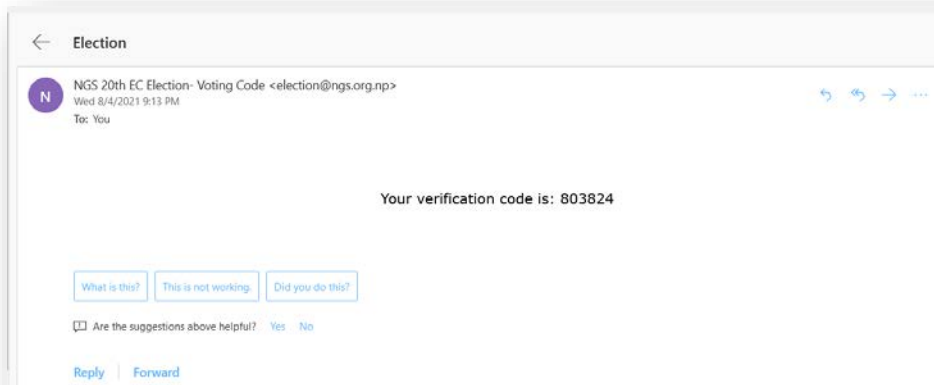 Election
N
NGS 20th EC Election- Voting Code <election@ngs.org.np>
Wed 8/4/2021 9:13 PM
To: You
Your verification code is: 803824
What is this? This is not working. Did you do this?
Are the suggestions above helpful? Yes No
Reply Forward